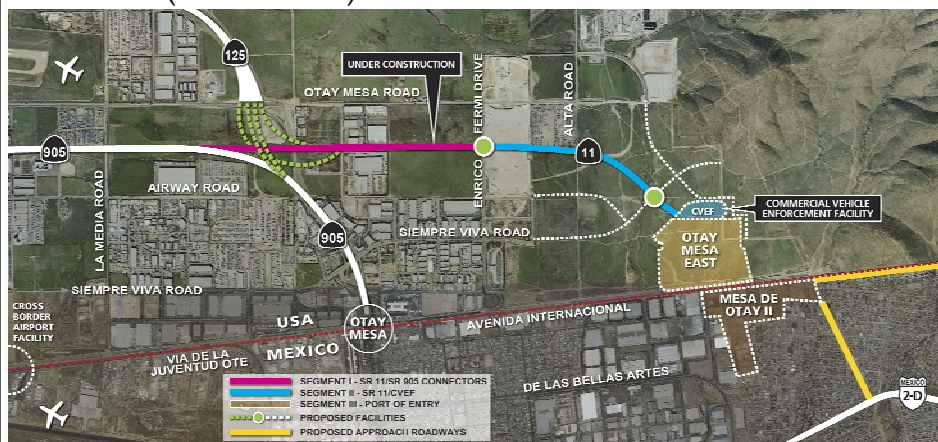 125
UNDER CONSTRUCTION
OTAY MESA ROAD
ENRICO FERMI DRIVE
ALTA ROAD
905
11
LA MEDIA ROAD
AIRWAY ROAD
COMMERCIAL VEHICLE
ENFORCEMENT FACILITY
CVEF
905
SIEMPRE VIVA ROAD
OTAY
MESA
EAST
SIEMPRE VIVA ROAD
CROSS
BORDER
AIRPORT
FACILITY
USA
OTAY
MESA
AVENIDA INTERNACIONAL
MESA DE
OTAY II
MEXICO
VIA DE LA
JUVENTUD OTE
DE LAS BELLAS ARTES
SEGMENT I - SR 11/SR 905 CONNECTORS
SEGMENT II - SR 11/CVEF
SEGMENT III - PORT OF ENTRY
PROPOSED FACILITIES
PROPOSED APPROACH ROADWAYS
MEXICO
2-D